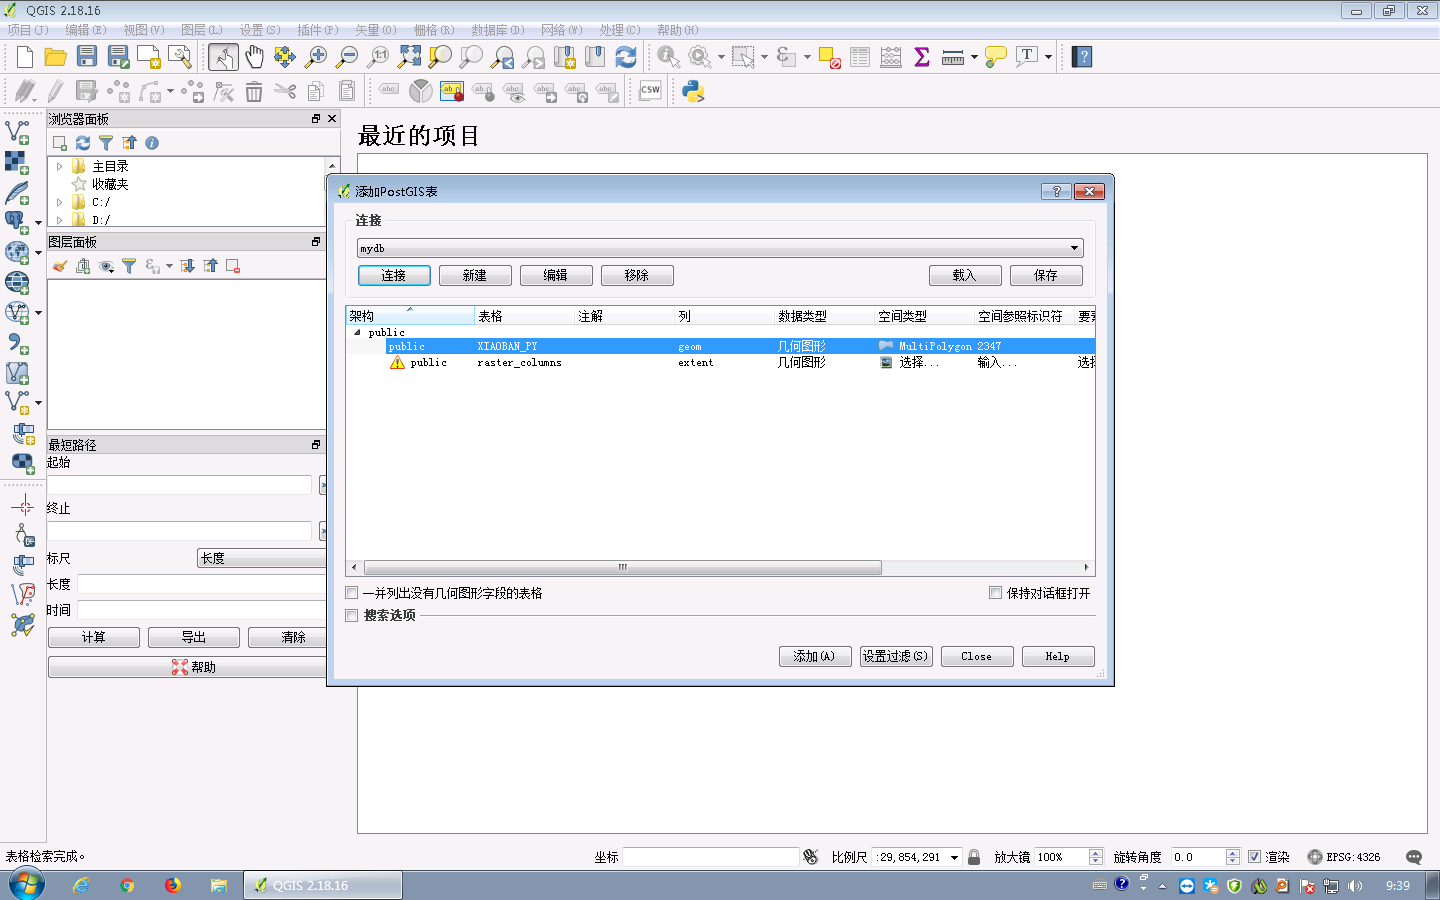 QGIS 2.18.16
项目(J) 编辑(E) 视图(V) 图层(L) 设置(S) 插件(P) 矢量(O) 栅格(R) 数据库(D) 网络(W) 处理(C) 帮助(H)
浏览器面板
主目录
收藏夹
C:/
D:/
图层面板
最短路径
起始
终止
标尺 长度
长度
时间
计算 导出 清除
帮助
最近的项目
添加PostGIS表
连接
mydb
连接 新建 编辑 移除 载入 保存
架构 表格 注解 列 数据类型 空间类型 空间参照标识符 要素
public
public XIAOBAN_PY geom 几何图形 MultiPolygon 2347
public raster_columns extent 几何图形 选择... 输入... 选择
一并列出没有几何图形字段的表格 保持对话框打开
搜索选项
添加(A) 设置过滤(S) Close Help
表格检索完成。 坐标 比例尺 :29,854,291 放大镜 100% 旋转角度 0.0 渲染 EPSG:4326
QGIS 2.18.16 9:39